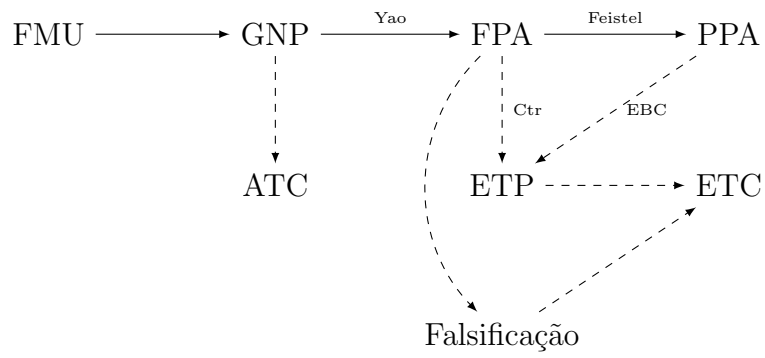 Yao Feistel
FMU GNP FPA PPA
Ctr EBC
ATC ETP ETC
Falsificação